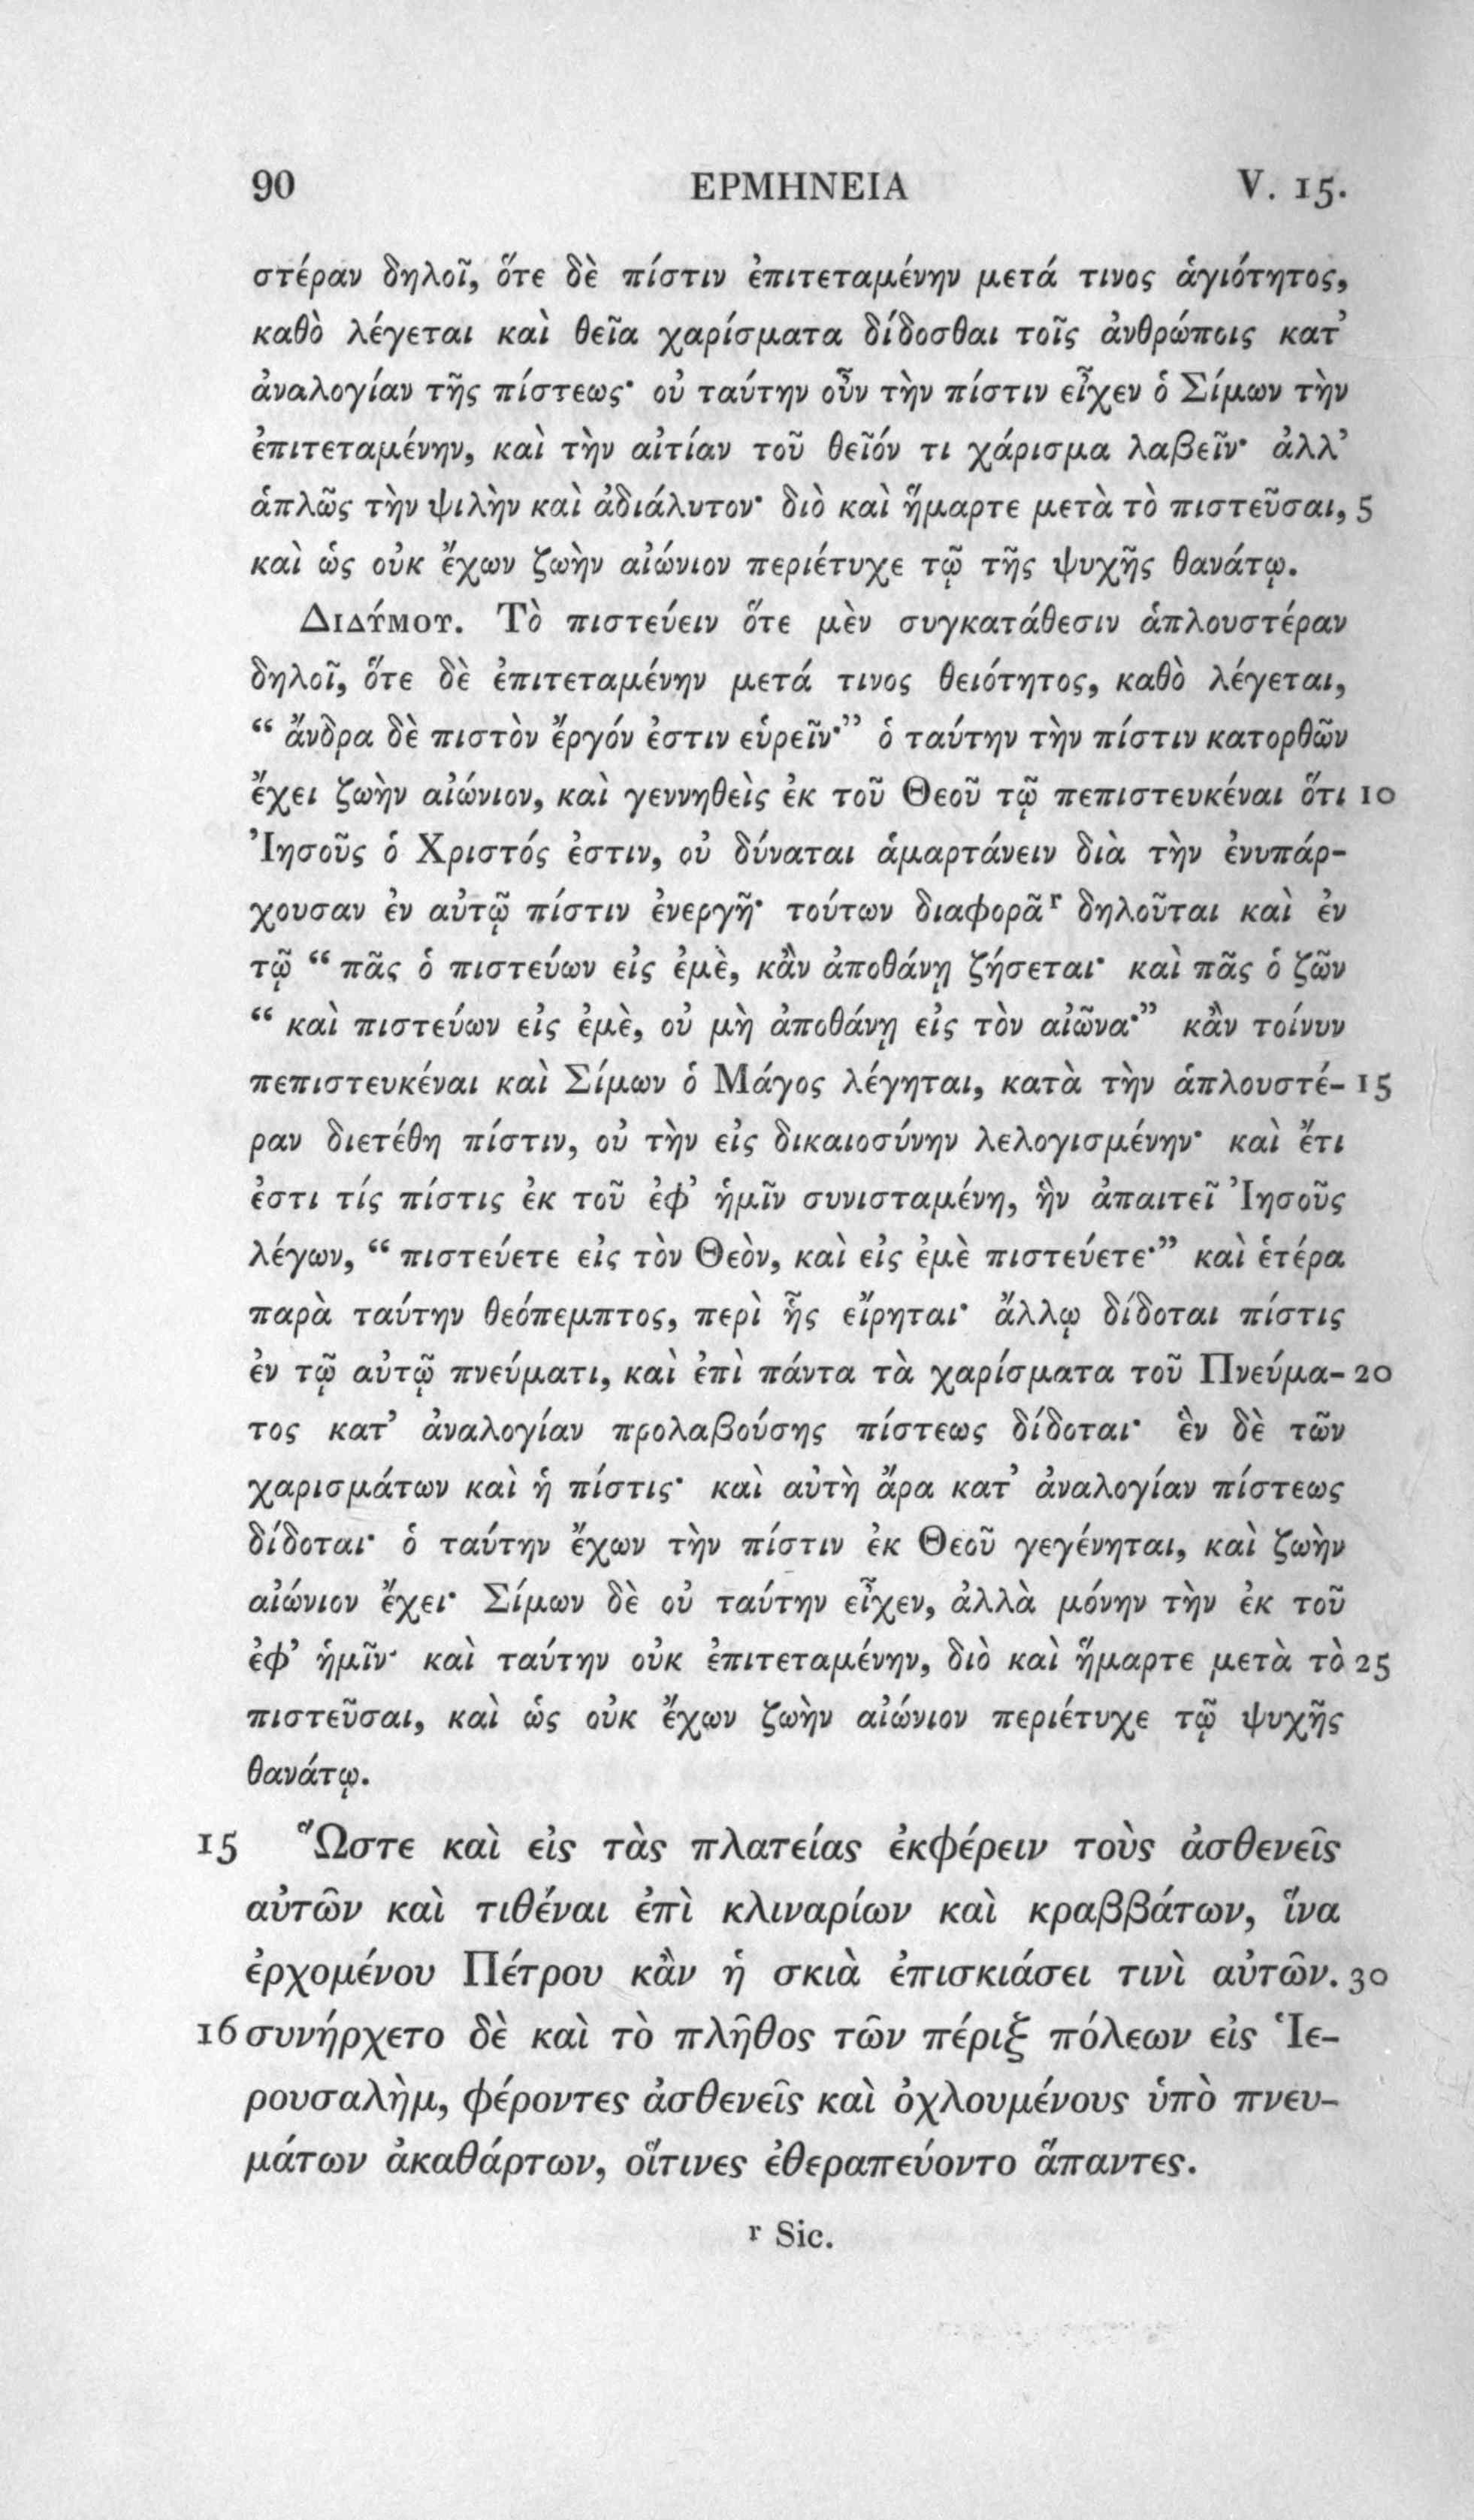 90 ΕΡΜΗΝΕΙΑ V. 15.
στέραν δηλοῖ, ὅτε δὲ πίστιν ἐπιτεταμένην μετά τινος ἁγιότητος,
καθὸ λέγεται καὶ θεῖα χαρίσματα δίδοσθαι τοῖς ἀνθρώποις κατ’
ἀναλογίαν τῆς πίστεως· οὐ ταύτην οὖν τὴν πίστιν εἶχεν ὁ Σίμων τὴν
ἐπιτεταμένην, καὶ τὴν αἰτίαν τοῦ θεῖόν τι χάρισμα λαβεῖν· ἀλλ’
ἁπλῶς τὴν ψιλὴν καὶ ἀδιάλυτον· διὸ καὶ ἥμαρτε μετὰ τὸ πιστεῦσαι, 5
καὶ ὡς οὐκ ἔχων ζωὴν αἰώνιον περιέτυχε τῷ τῆς ψυχῆς θανάτῳ.
ΔΙΔΎΜΟΥ. Τὸ πιστεύειν ὅτε μὲν συγκατάθεσιν ἁπλουστέραν
δηλοῖ, ὅτε δὲ ἐπιτεταμένην μετά τινος θειότητος, καθὸ λέγεται,
“ ἄνδρα δὲ πιστὸν ἔργόν ἐστιν εὑρεῖν·” ὁ ταύτην τὴν πίστιν κατορθῶν
ἔχει ζωὴν αἰώνιον, καὶ γεννηθεὶς ἐκ τοῦ Θεοῦ τῷ πεπιστευκέναι ὅτι 10
Ἰησοῦς ὁ Χριστός ἐστιν, οὐ δύναται ἁμαρτάνειν διὰ τὴν ἐνυπάρ-
χουσαν ἐν αὐτῷ πίστιν ἐνεργῆ· τούτων διαφορᾶ r δηλοῦται καὶ ἐν
τῷ “ πᾶς ὁ πιστεύων εἰς ἐμὲ, κἂν ἀποθάνῃ ζήσεται· καὶ πᾶς ὁ ζῶν
“ καὶ πιστεύων εἰς ἐμὲ, οὐ μὴ ἀποθάνῃ εἰς τὸν αἰῶνα·” κἂν τοίνυν
πεπιστευκέναι καὶ Σίμων ὁ Μάγος λέγηται, κατὰ τὴν ἁπλουστέ- 15
ραν διετέθη πίστιν, οὐ τὴν εἰς δικαιοσύνην λελογισμένην· καὶ ἔτι
ἐστι τίς πίστις ἐκ τοῦ ἐφ’ ἡμῖν συνισταμένη, ἣν ἀπαιτεῖ Ἰησοῦς
λέγων, “ πιστεύετε εἰς τὸν Θεὸν, καὶ εἰς ἐμὲ πιστεύετε·” καὶ ἑτέρα
παρὰ ταύτην θεόπεμπτος, περὶ ἧς εἴρηται· ἄλλῳ δίδοται πίστις
ἐν τῷ αὐτῷ πνεύματι, καὶ ἐπὶ πάντα τὰ χαρίσματα τοῦ Πνεύμα- 20
τος κατ’ ἀναλογίαν προλαβούσης πίστεως δίδοται· ἓν δὲ τῶν
χαρισμάτων καὶ ἡ πίστις· καὶ αὐτὴ ἄρα κατ’ ἀναλογίαν πίστεως
δίδοται· ὁ ταύτην ἔχων τὴν πίστιν ἐκ Θεοῦ γεγένηται, καὶ ζωὴν
αἰώνιον ἔχει· Σίμων δὲ οὐ ταύτην εἶχεν, ἀλλὰ μόνην τὴν ἐκ τοῦ
ἐφ’ ἡμῖν· καὶ ταύτην οὐκ ἐπιτεταμένην, διὸ καὶ ἥμαρτε μετὰ τὸ 25
πιστεῦσαι, καὶ ὡς οὐκ ἔχων ζωὴν αἰώνιον περιέτυχε τῷ ψυχῆς
θανάτῳ.
15 Ὥστε καὶ εἰς τὰς πλατείας ἐκφέρειν τοὺς ἀσθενεῖς
αὐτῶν καὶ τιθέναι ἐπὶ κλιναρίων καὶ κραββάτων, ἵνα
ἐρχομένου Πέτρου κἂν ἡ σκιὰ ἐπισκιάσει τινὶ αὐτῶν. 30
16 συνήρχετο δὲ καὶ τὸ πλῆθος τῶν πέριξ πόλεων εἰς Ἱε-
ρουσαλὴμ, φέροντες ἀσθενεῖς καὶ ὀχλουμένους ὑπὸ πνευ-
μάτων ἀκαθάρτων, οἵτινες ἐθεραπεύοντο ἅπαντες.
r Sic.